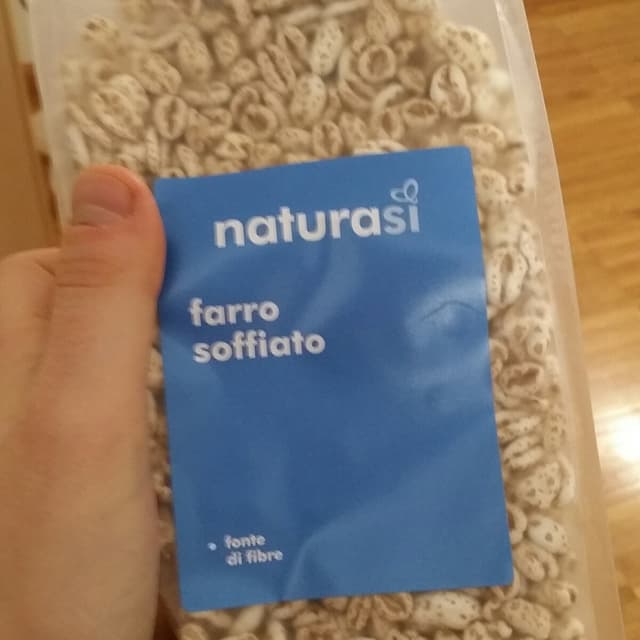 naturasì
farro
soffiato
fonte
di fibre